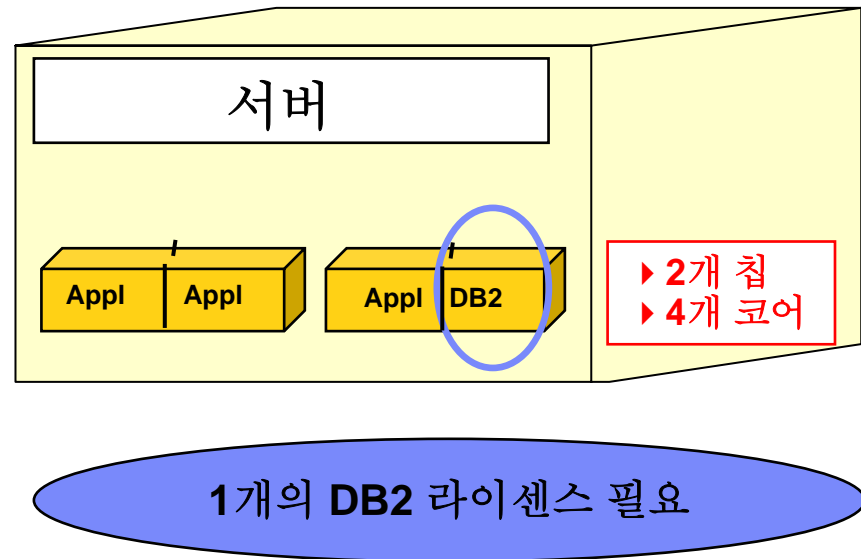 서버
Appl Appl
Appl DB2
▸ 2개 칩
▸ 4개 코어
1개의 DB2 라이센스 필요